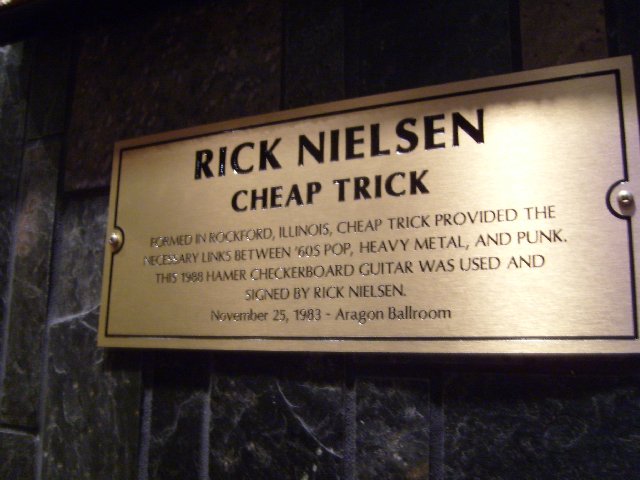 RICK NIELSEN
CHEAP TRICK
FORMED IN ROCKFORD, ILLINOIS, CHEAP TRICK PROVIDED THE
NECESSARY LINKS BETWEEN '60S POP, HEAVY METAL, AND PUNK.
THIS 1988 HAMER CHECKERBOARD GUITAR WAS USED AND
SIGNED BY RICK NIELSEN.
November 25, 1983 - Aragon Ballroom